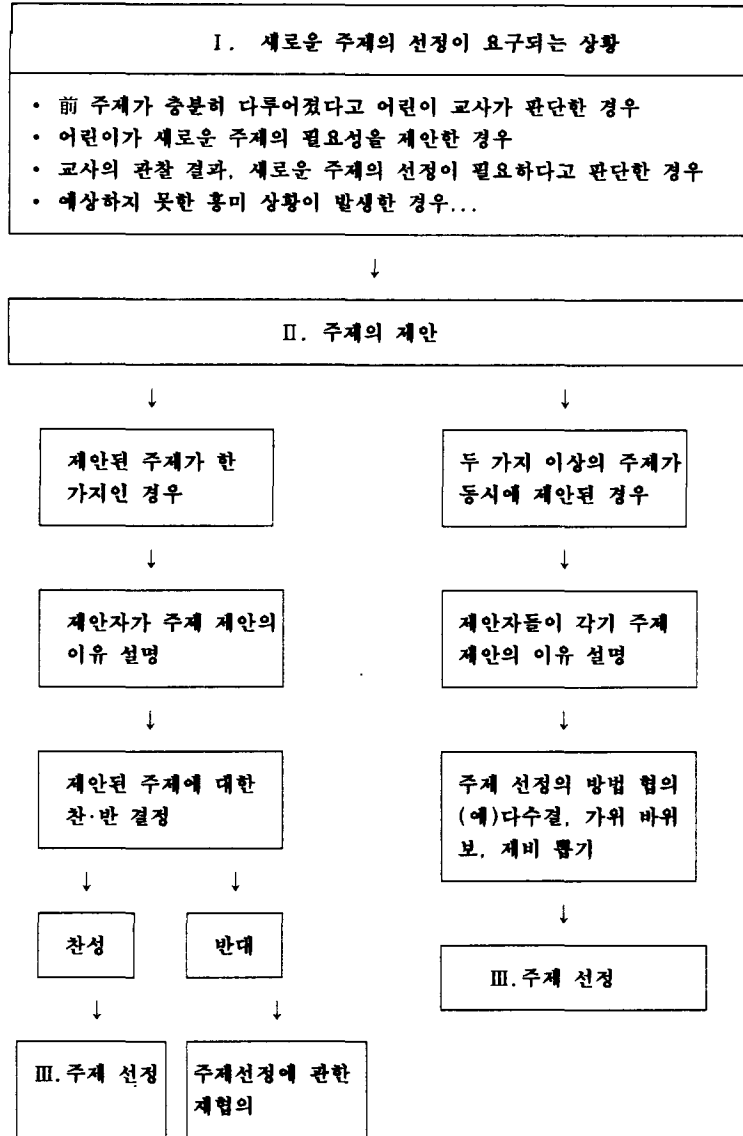 Ⅰ. 새로운 주제의 선정이 요구되는 상황
• 前 주제가 충분히 다루어졌다고 어린이 교사가 판단한 경우
• 어린이가 새로운 주제의 필요성을 제안한 경우
• 교사의 관찰 결과, 새로운 주제의 선정이 필요하다고 판단한 경우
• 예상하지 못한 흥미 상황이 발생한 경우...
↓
Ⅱ. 주제의 제안
↓ ↓
제안된 주제가 한
가지인 경우
두 가지 이상의 주제가
동시에 제안된 경우
↓ ↓
제안자가 주제 제안의
이유 설명
제안자들이 각기 주제
제안의 이유 설명
↓ ↓
제안된 주제에 대한
찬·반 결정
주제 선정의 방법 협의
(예)다수결, 가위 바위
보, 제비 뽑기
↓ ↓ ↓
찬성
반대
Ⅲ.주제 선정
↓ ↓
Ⅲ.주제 선정
주제선정에 관한
재협의